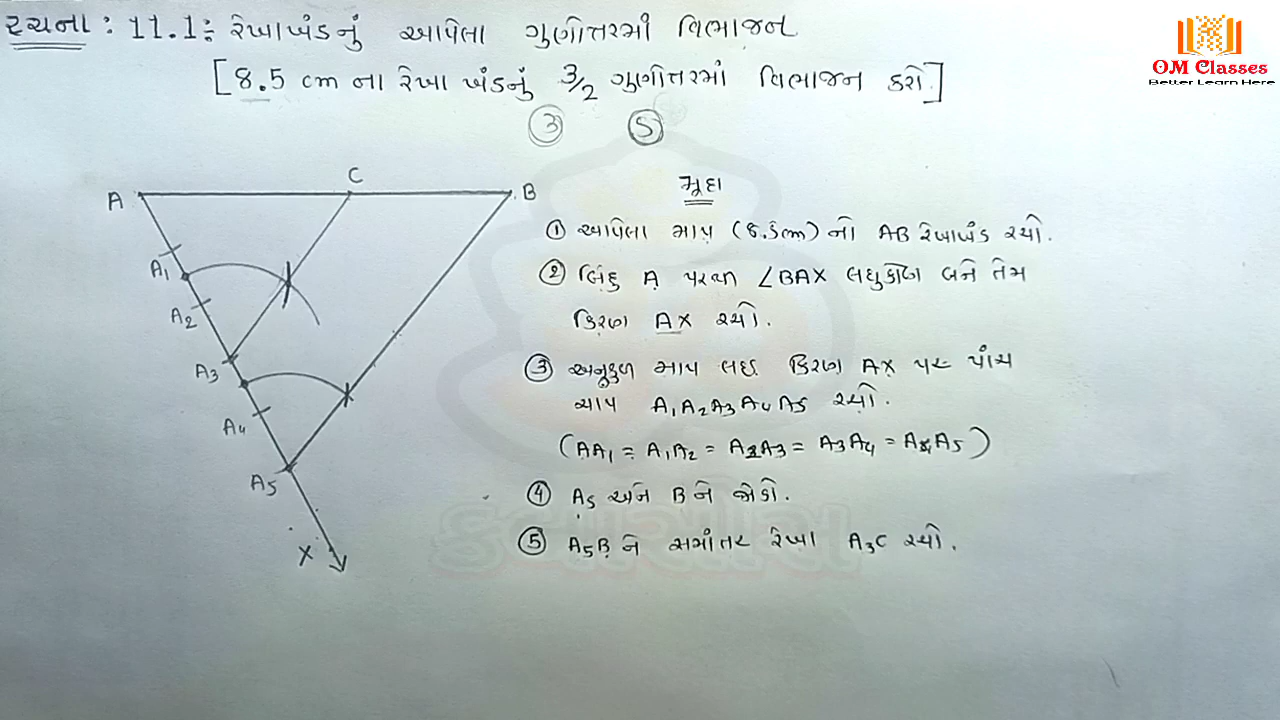 રચના : 11.1 : રેખાખંડનું આપેલા ગુણોત્તરમાં વિભાજન
[ 8.5 cm ના રેખા ખંડનું 3/2 ગુણોત્તરમાં વિભાજન કરો. ]
3 5
OM Classes
Better Learn Here
A C B
A1
A2
A3
A4
A5
X
મુદ્દા
① આપેલા માપ (8.5cm) નો AB રેખાખંડ રચો.
② બિંદુ A પરથી ∠BAX લઘુકોણ બને તેમ
કિરણ AX રચો.
③ અનુકુળ માપ લઇ કિરણ AX પર પાંચ
ચાપ A1A2A3A4A5 રચો.
(AA1 = A1A2 = A2A3 = A3A4 = A4A5)
④ A5 અને B ને જોડો.
⑤ A5B ને સમાંતર રેખા A3C રચો.
કલાસીસ